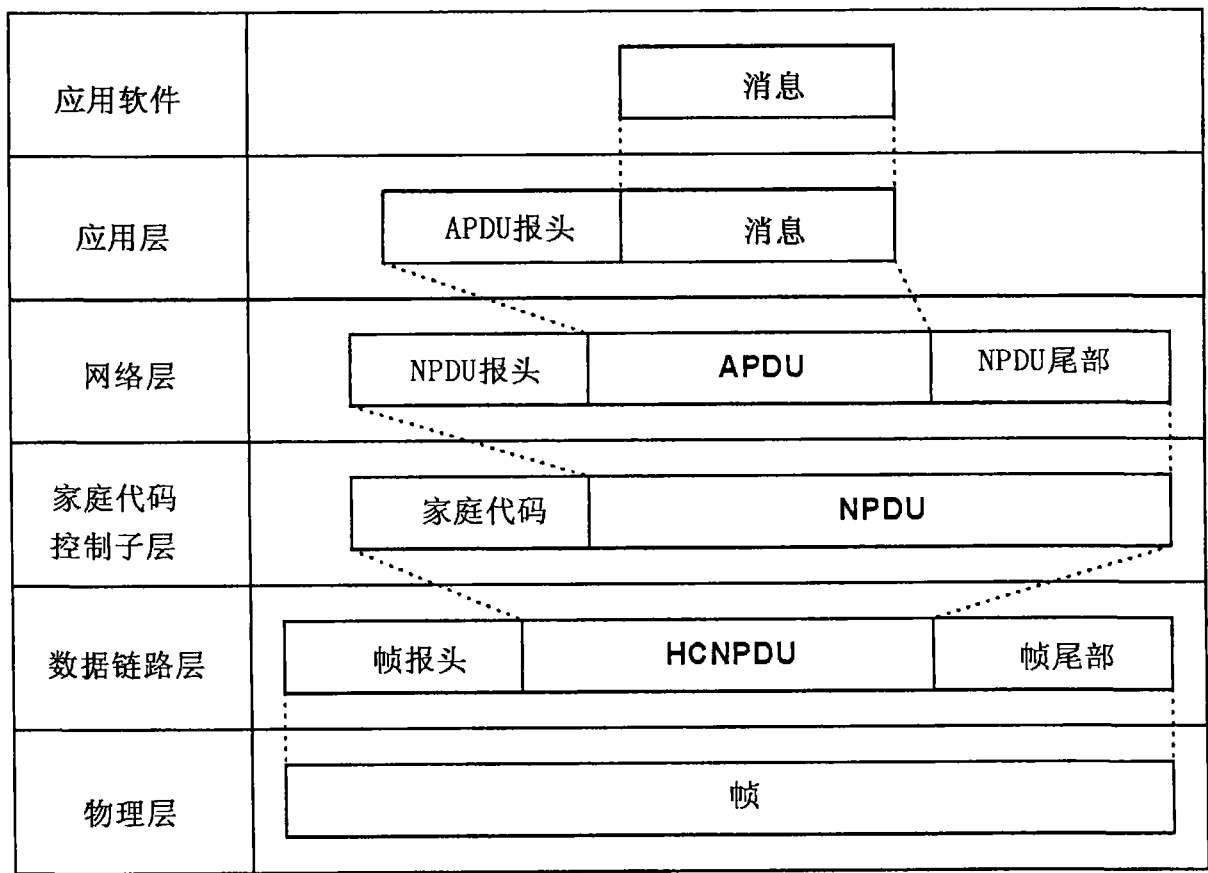 应用软件
消息
应用层
APDU报头
消息
网络层
NPDU报头
APDU
NPDU尾部
家庭代码
控制子层
家庭代码
NPDU
数据链路层
帧报头
HCNPDU
帧尾部
物理层
帧